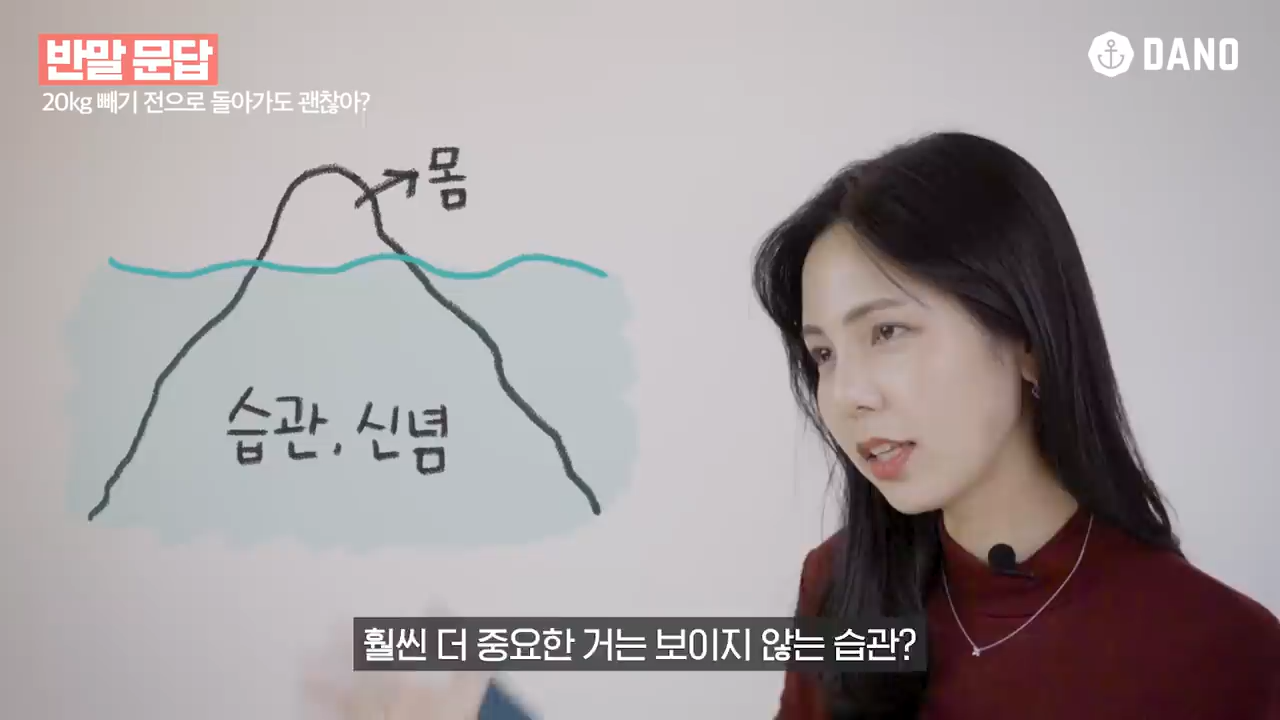 반말 문답
20kg 빼기 전으로 돌아가도 괜찮아?
DANO
몸
습관, 신념
훨씬 더 중요한 거는 보이지 않는 습관?